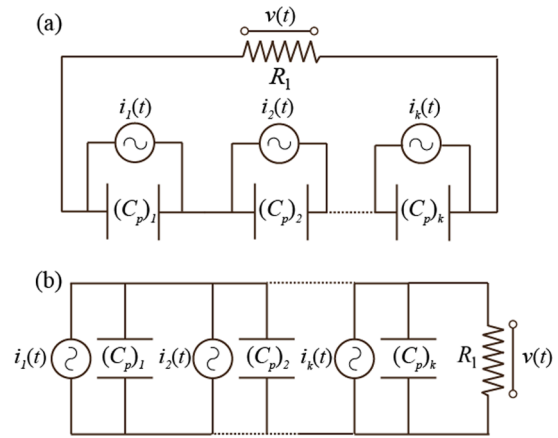 (a)
v(t)
R₁
i₁(t) i₂(t) iₖ(t)
(Cₚ)₁ (Cₚ)₂ (Cₚ)ₖ
(b)
i₁(t) (Cₚ)₁ i₂(t) (Cₚ)₂ iₖ(t) (Cₚ)ₖ R₁ v(t)